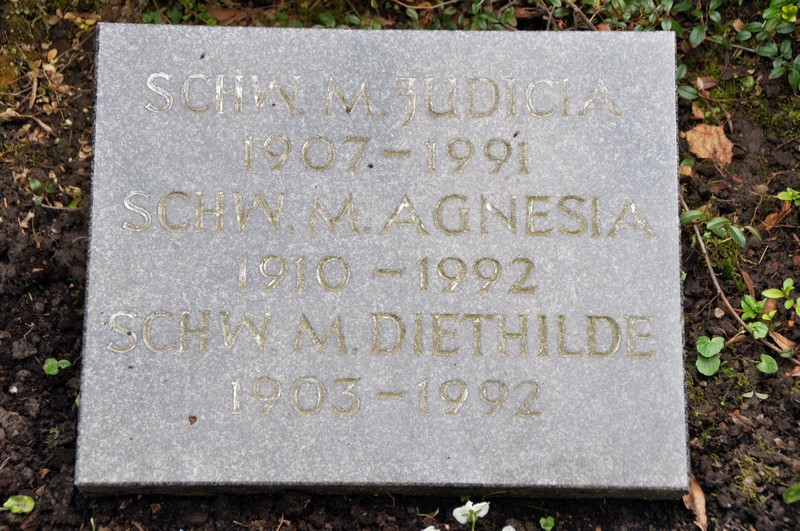 SCHW. M. JUDICIA
1907 – 1991
SCHW. M. AGNESIA
1910 – 1992
SCHW. M. DIETHILDE
1903 – 1992